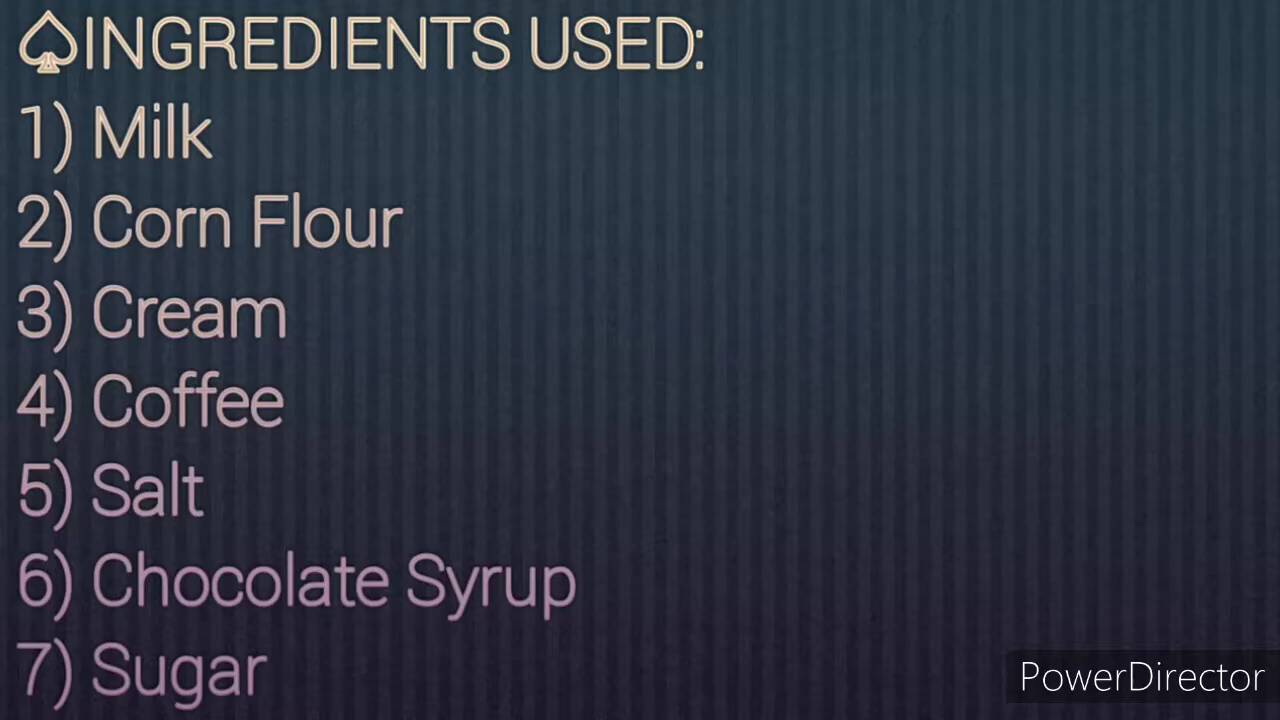 ♤INGREDIENTS USED:
1) Milk
2) Corn Flour
3) Cream
4) Coffee
5) Salt
6) Chocolate Syrup
7) Sugar
PowerDirector